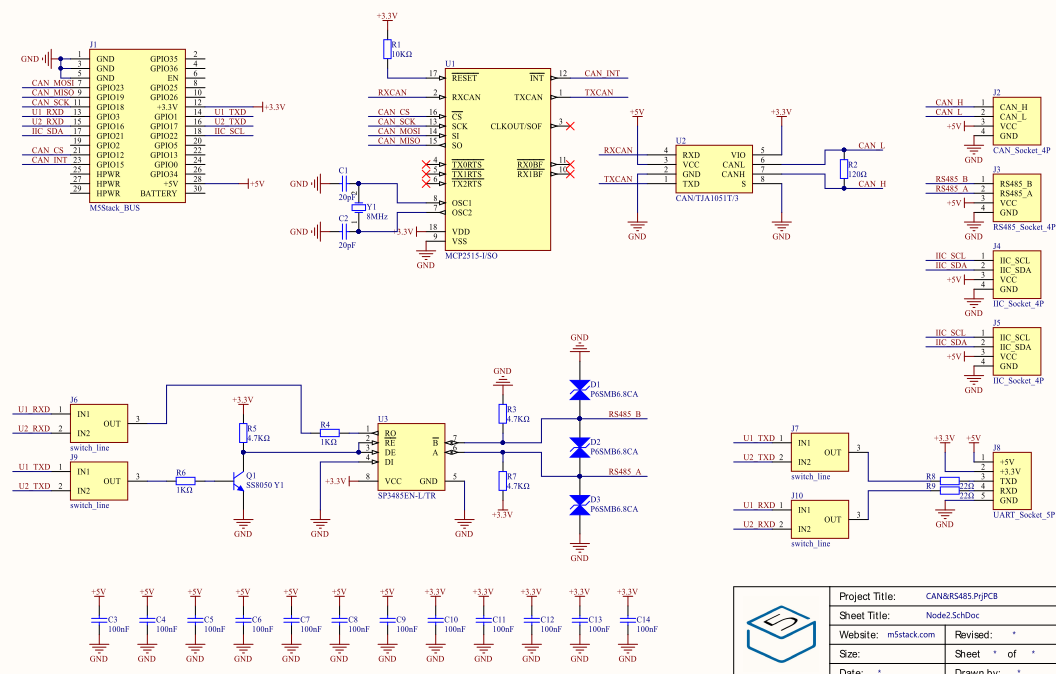 J1
GND
1 GND GPIO35 2
3 GND GPIO36 4
5 GND EN 6
CAN_MOSI 7 GPIO23 GPIO25 8
CAN_MISO 9 GPIO19 GPIO26 10
CAN_SCK 11 GPIO18 +3.3V 12 +3.3V
U1_RXD 13 GPIO3 GPIO1 14 U1_TXD
U2_RXD 15 GPIO16 GPIO17 16 U2_TXD
IIC_SDA 17 GPIO21 GPIO22 18 IIC_SCL
19 GPIO2 GPIO5 20
CAN_CS 21 GPIO12 GPIO13 22
CAN_INT 23 GPIO15 GPIO0 24
25 HPWR GPIO34 26
27 HPWR +5V 28 +5V
29 HPWR BATTERY 30
M5Stack_BUS
+3.3V
R1
10KΩ
U1
17 RESET INT 12 CAN_INT
RXCAN 2 RXCAN TXCAN 1 TXCAN
CAN_CS 16 CS
CAN_SCK 13 SCK CLKOUT/SOF 3
CAN_MOSI 14 SI
CAN_MISO 15 SO
4 TX0RTS RX0BF 11
5 TX1RTS RX1BF 10
6 TX2RTS
8 OSC1
7 OSC2
+3.3V 18 VDD
9 VSS
GND
MCP2515-I/SO
GND
C1
20pF
Y1
8MHz
GND
C2
20pF
+5V
+3.3V
U2
RXCAN 4 RXD VIO 5
3 VCC CANL 6
2 GND CANH 7
TXCAN 1 TXD S 8
CAN/TJA1051T/3
GND
GND
CAN_L
R2
120Ω
CAN_H
J2
CAN_H 1 CAN_H
CAN_L 2 CAN_L
+5V 3 VCC
4 GND
GND
CAN_Socket_4P
J3
RS485_B 1 RS485_B
RS485_A 2 RS485_A
+5V 3 VCC
4 GND
GND
RS485_Socket_4P
J4
IIC_SCL 1 IIC_SCL
IIC_SDA 2 IIC_SDA
+5V 3 VCC
4 GND
GND
IIC_Socket_4P
J5
IIC_SCL 1 IIC_SCL
IIC_SDA 2 IIC_SDA
+5V 3 VCC
4 GND
GND
IIC_Socket_4P
J6
U1_RXD 1 IN1
OUT 3
U2_RXD 2 IN2
switch_line
J9
U1_TXD 1 IN1
OUT 3
U2_TXD 2 IN2
switch_line
R6
1KΩ
+3.3V
R5
4.7KΩ
Q1
SS8050 Y1
GND
R4
1KΩ
U3
1 RO
2 RE B 7
3 DE A 6
4 DI
+3.3V 8 VCC GND 5
SP3485EN-L/TR
GND
GND
GND
R3
4.7KΩ
R7
4.7KΩ
+3.3V
GND
D1
P6SMB6.8CA
RS485_B
D2
P6SMB6.8CA
RS485_A
D3
P6SMB6.8CA
GND
J7
U1_TXD 1 IN1
OUT 3
U2_TXD 2 IN2
switch_line
J10
U1_RXD 1 IN1
OUT 3
U2_RXD 2 IN2
switch_line
+3.3V +5V
J8
1 +5V
2 +3.3V
R8 22Ω 3 TXD
R9 22Ω 4 RXD
5 GND
GND
UART_Socket_5P
+5V +5V +5V +5V +5V +5V +5V +3.3V +3.3V +3.3V +3.3V +3.3V
C3 C4 C5 C6 C7 C8 C9 C10 C11 C12 C13 C14
100nF 100nF 100nF 100nF 100nF 100nF 100nF 100nF 100nF 100nF 100nF 100nF
GND GND GND GND GND GND GND GND GND GND GND GND
5
Project Title: CAN&RS485.PrjPCB
Sheet Title: Node2.SchDoc
Website: m5stack.com Revised: *
Size: Sheet * of *
Date: * Drawn by: *